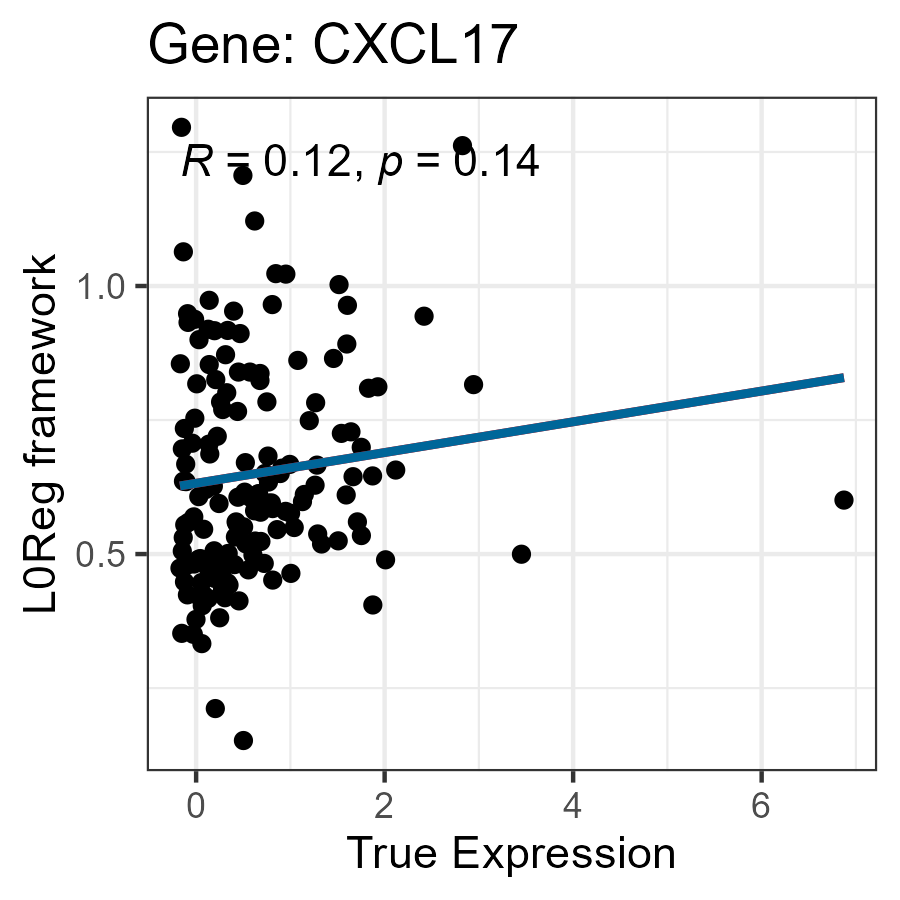 Gene: CXCL17
R = 0.12, p = 0.14
L0Reg framework
1.0
0.5
0
2
4
6
True Expression